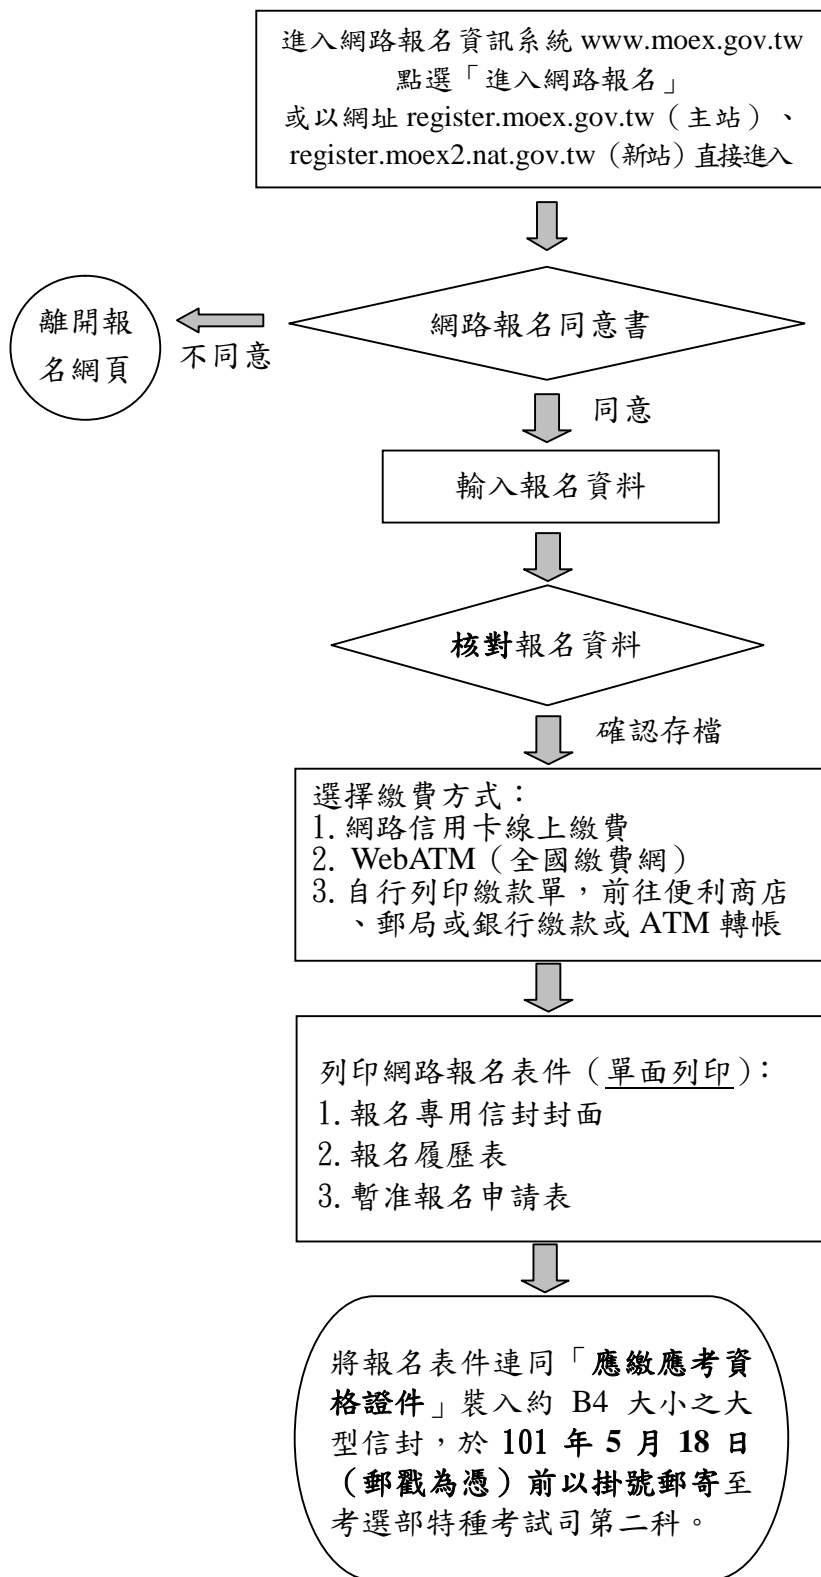 進入網路報名資訊系統 www.moex.gov.tw
點選「進入網路報名」
或以網址 register.moex.gov.tw（主站）、
register.moex2.nat.gov.tw（新站）直接進入
網路報名同意書
離開報
名網頁
不同意
同意
輸入報名資料
核對報名資料
確認存檔
選擇繳費方式：
1. 網路信用卡線上繳費
2. WebATM（全國繳費網）
3. 自行列印繳款單，前往便利商店
、郵局或銀行繳款或 ATM 轉帳
列印網路報名表件（單面列印）：
1. 報名專用信封封面
2. 報名履歷表
3. 暫准報名申請表
將報名表件連同「應繳應考資
格證件」裝入約 B4 大小之大
型信封，於 101 年 5 月 18 日
（郵戳為憑）前以掛號郵寄至
考選部特種考試司第二科。